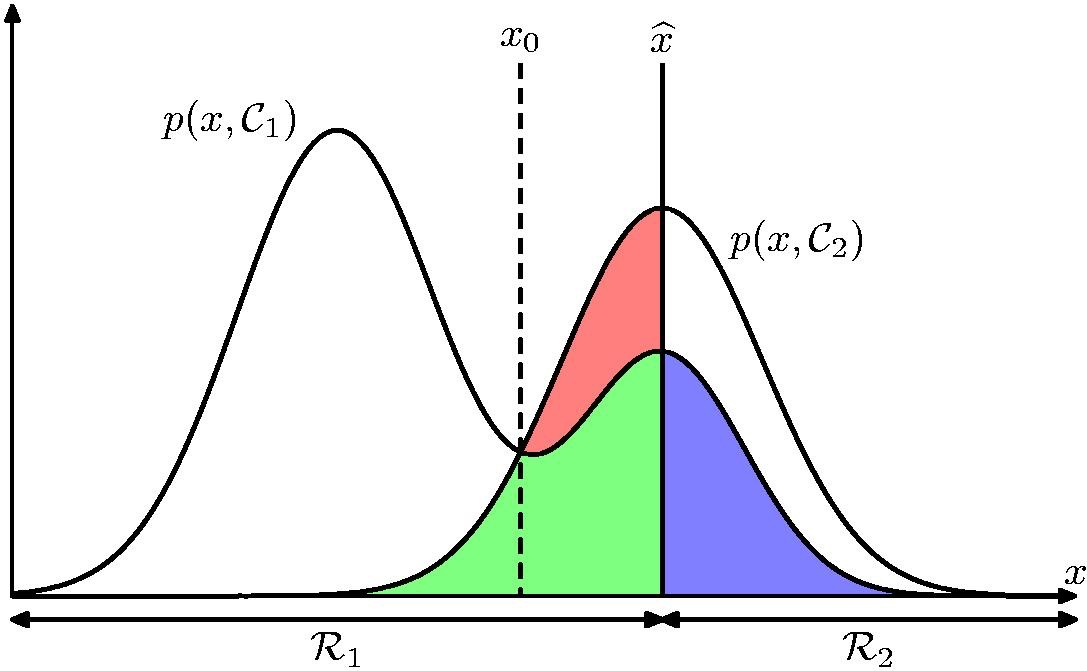 x₀
x̂
p(x, 𝒞₁)
p(x, 𝒞₂)
x
ℛ₁
ℛ₂